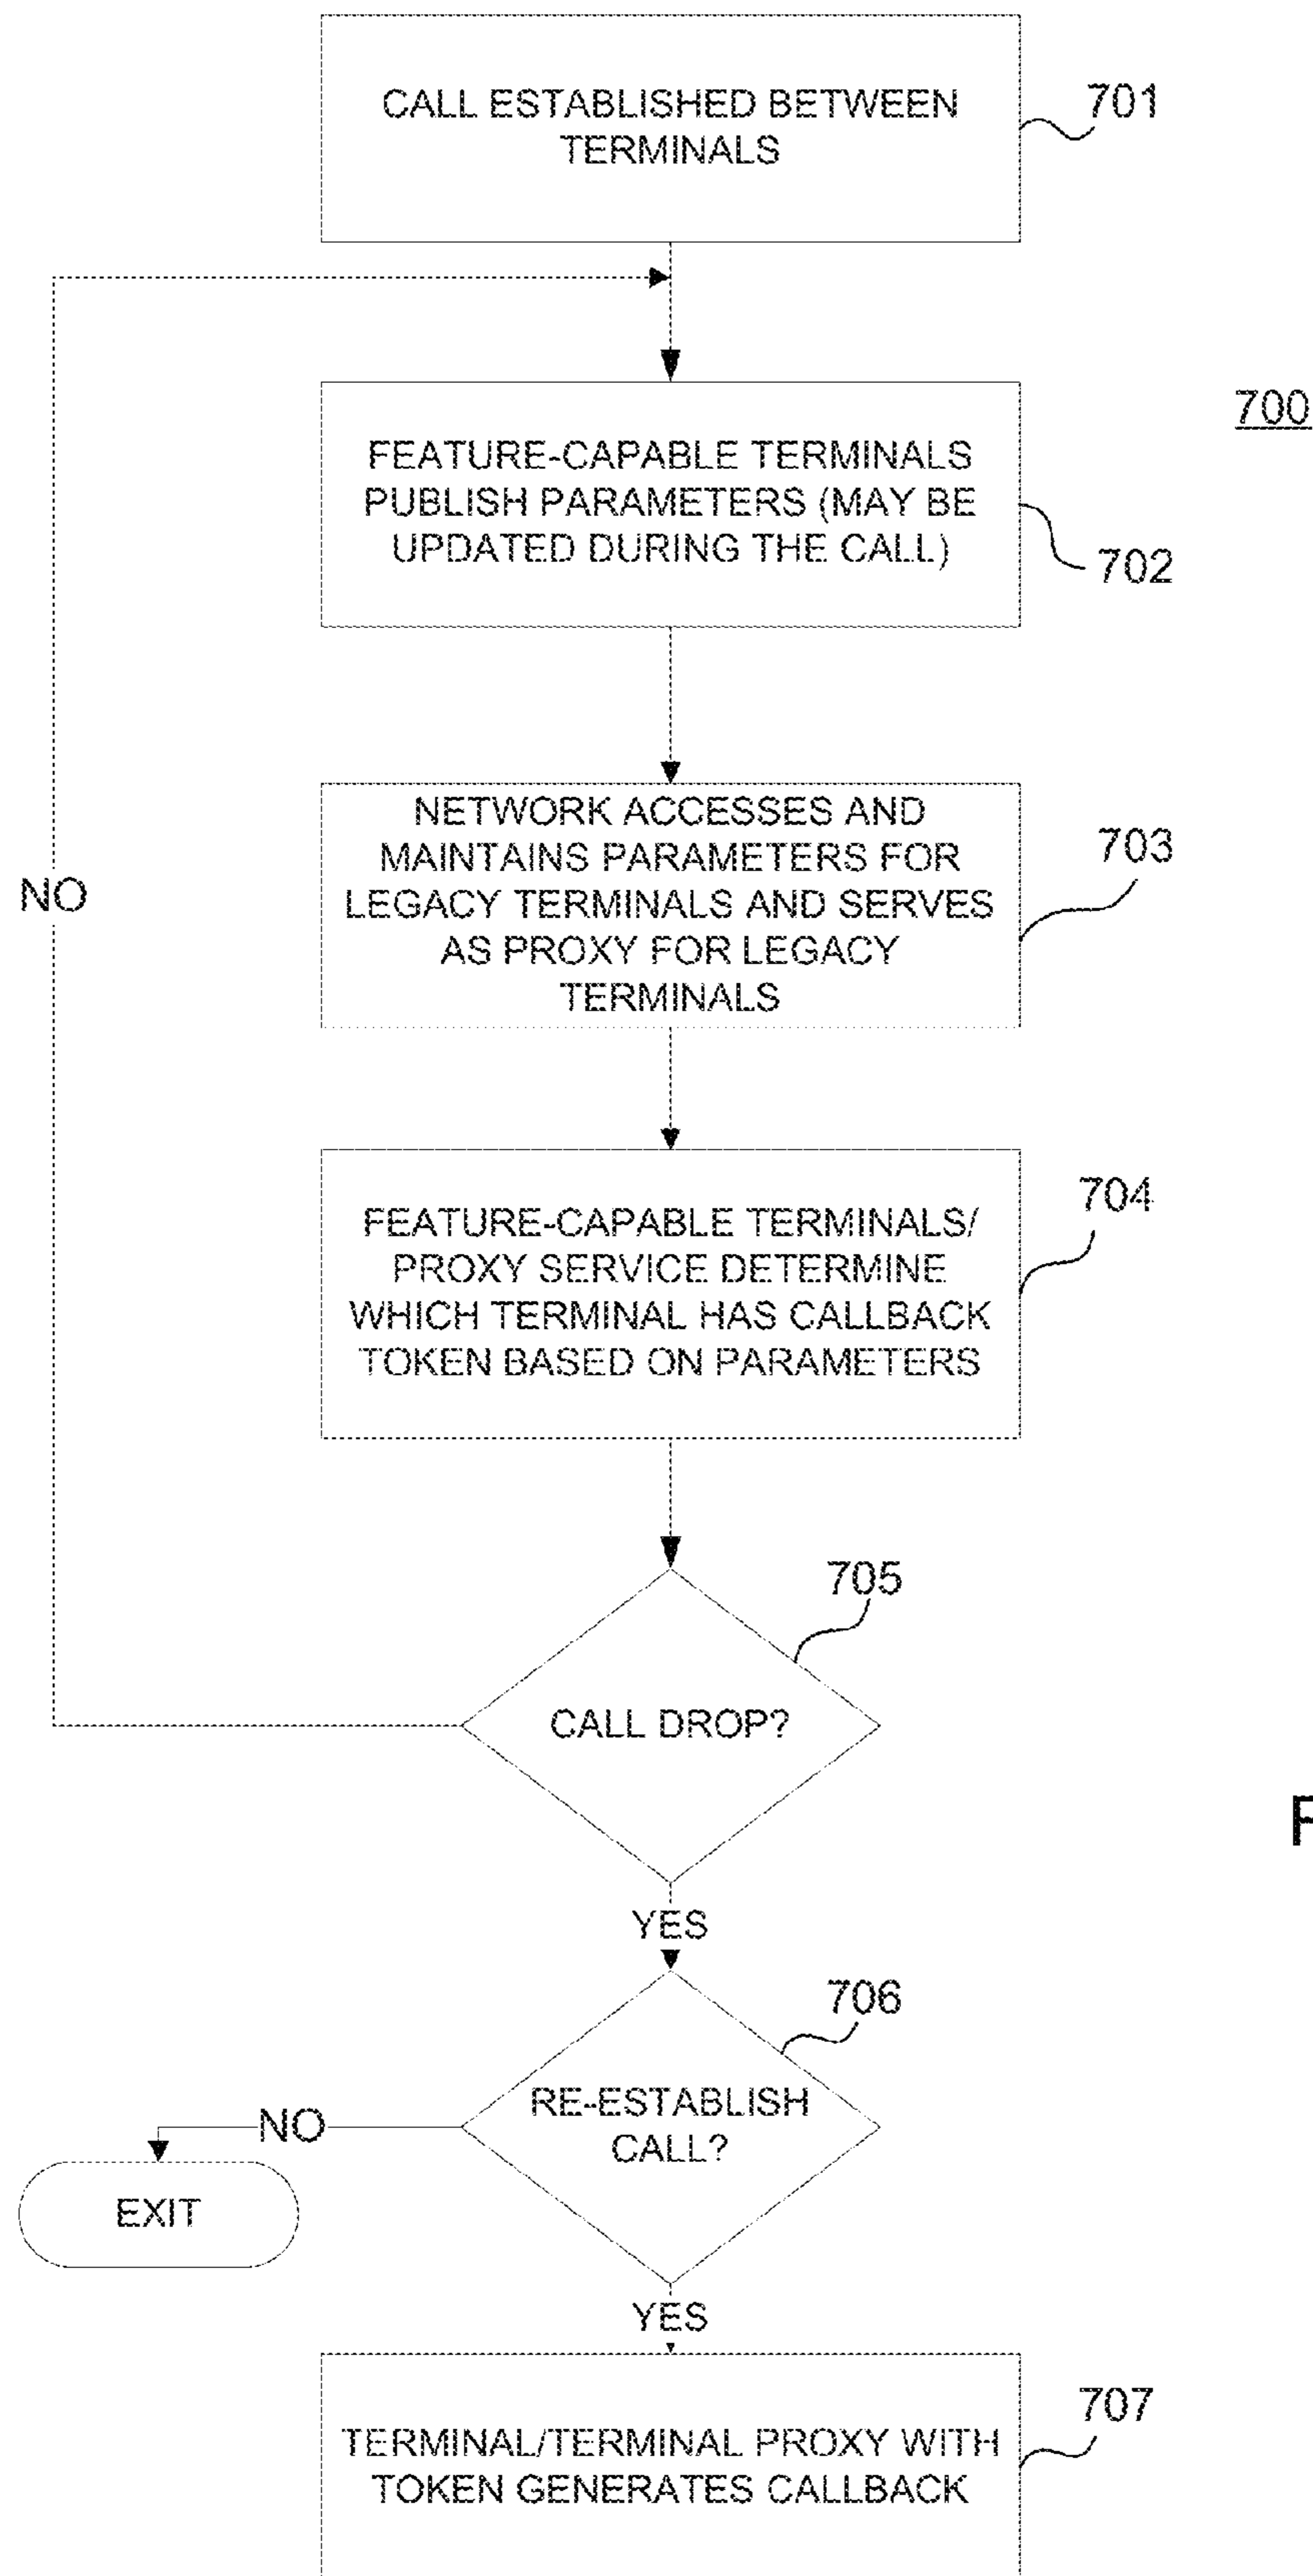 CALL ESTABLISHED BETWEEN
TERMINALS
701
FEATURE-CAPABLE TERMINALS
PUBLISH PARAMETERS (MAY BE
UPDATED DURING THE CALL)
702
700
NETWORK ACCESSES AND
MAINTAINS PARAMETERS FOR
LEGACY TERMINALS AND SERVES
AS PROXY FOR LEGACY
TERMINALS
703
NO
FEATURE-CAPABLE TERMINALS/
PROXY SERVICE DETERMINE
WHICH TERMINAL HAS CALLBACK
TOKEN BASED ON PARAMETERS
704
CALL DROP?
705
YES
RE-ESTABLISH
CALL?
706
NO
EXIT
YES
TERMINAL/TERMINAL PROXY WITH
TOKEN GENERATES CALLBACK
707